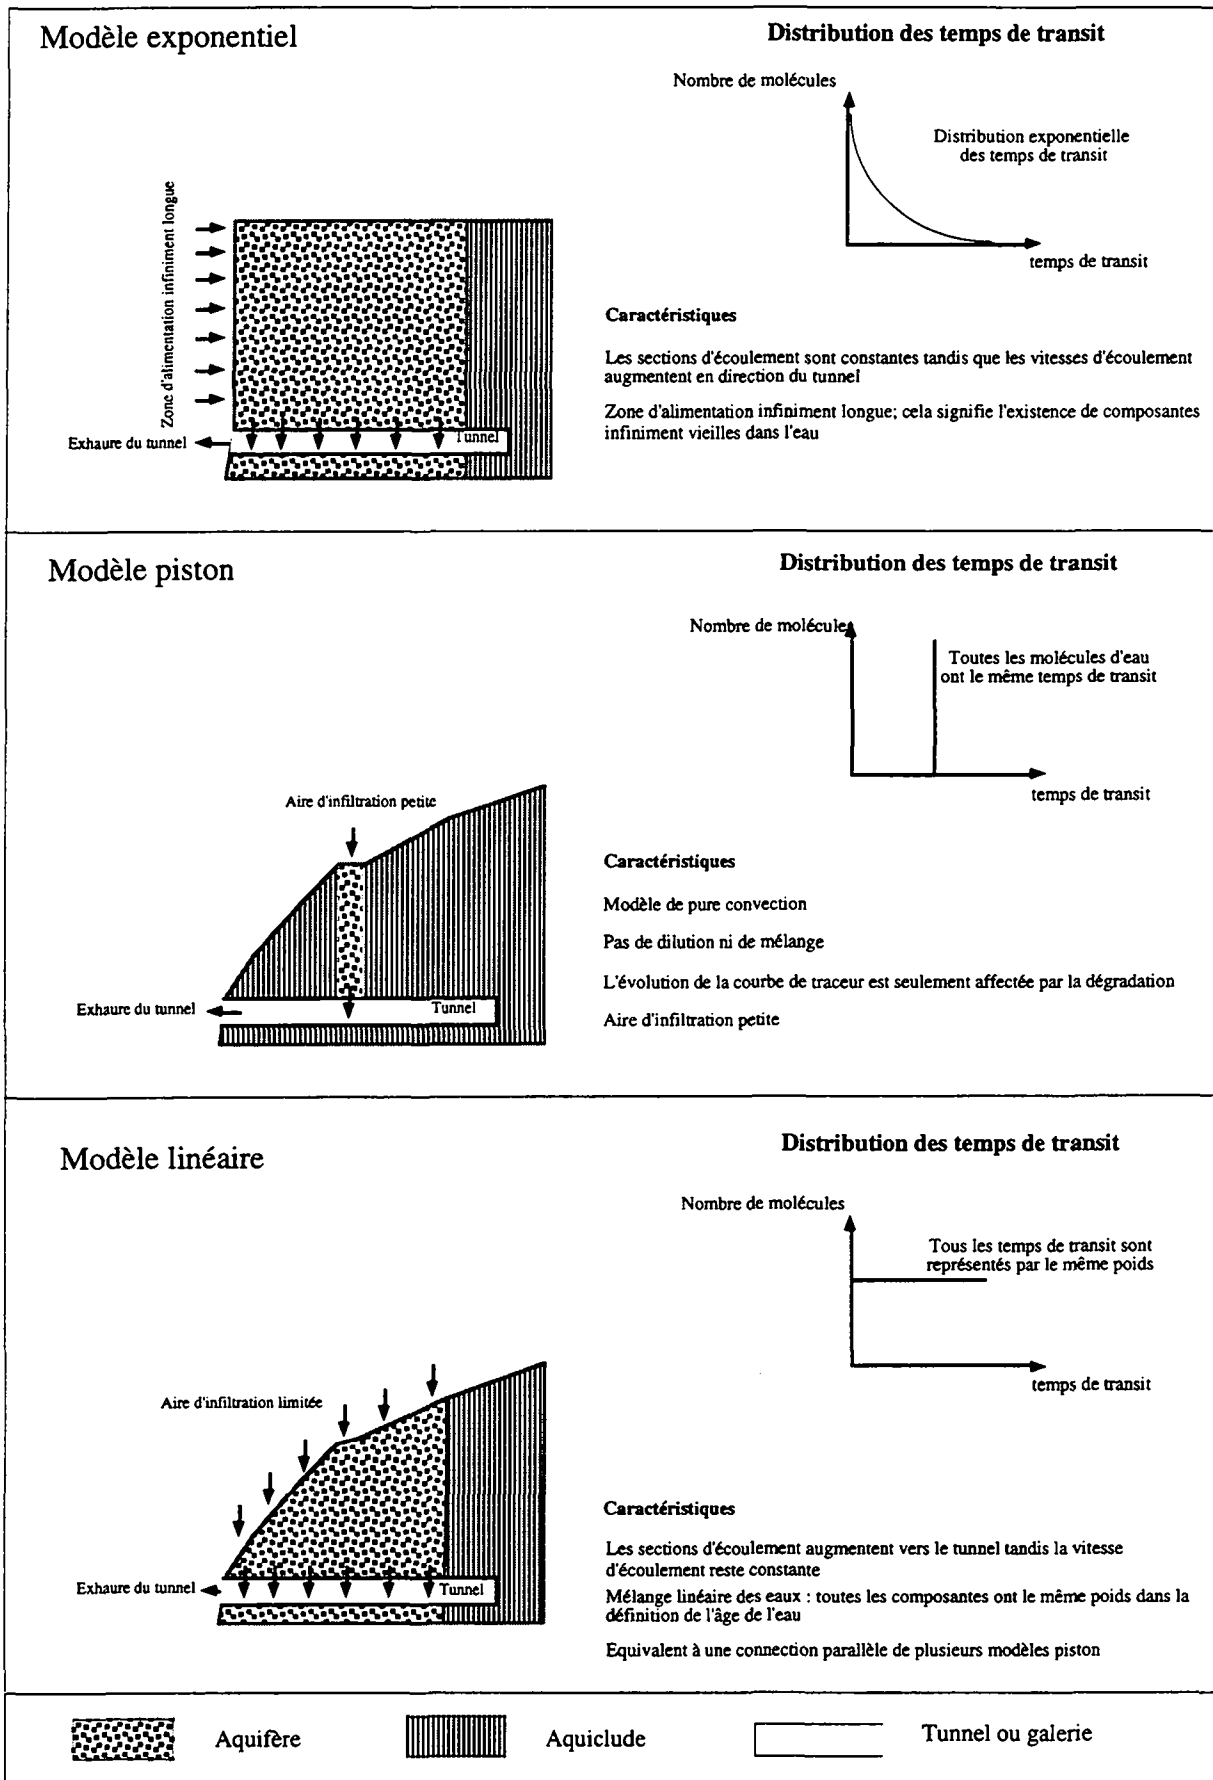 Modèle exponentiel
Distribution des temps de transit
Nombre de molécules
Distribution exponentielle
des temps de transit
temps de transit
Zone d'alimentation infiniment longue
Exhaure du tunnel
Tunnel
Caractéristiques
Les sections d'écoulement sont constantes tandis que les vitesses d'écoulement
augmentent en direction du tunnel
Zone d'alimentation infiniment longue; cela signifie l'existence de composantes
infiniment vieilles dans l'eau
Modèle piston
Distribution des temps de transit
Nombre de molécules
Toutes les molécules d'eau
ont le même temps de transit
temps de transit
Aire d'infiltration petite
Exhaure du tunnel
Tunnel
Caractéristiques
Modèle de pure convection
Pas de dilution ni de mélange
L'évolution de la courbe de traceur est seulement affectée par la dégradation
Aire d'infiltration petite
Modèle linéaire
Distribution des temps de transit
Nombre de molécules
Tous les temps de transit sont
représentés par le même poids
temps de transit
Aire d'infiltration limitée
Exhaure du tunnel
Tunnel
Caractéristiques
Les sections d'écoulement augmentent vers le tunnel tandis la vitesse
d'écoulement reste constante
Mélange linéaire des eaux : toutes les composantes ont le même poids dans la
définition de l'âge de l'eau
Equivalent à une connection parallèle de plusieurs modèles piston
Aquifère
Aquiclude
Tunnel ou galerie